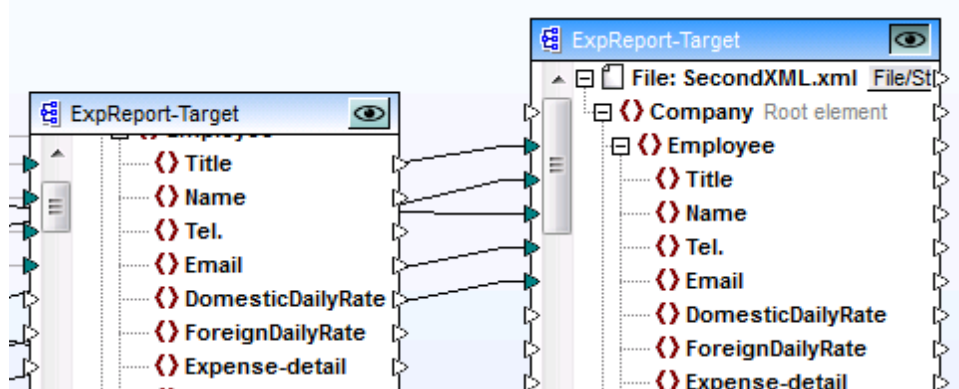 ExpReport-Target
Employee
Title
Name
Tel.
Email
DomesticDailyRate
ForeignDailyRate
Expense-detail
ExpReport-Target
File: SecondXML.xml File/St
Company Root element
Employee
Title
Name
Tel.
Email
DomesticDailyRate
ForeignDailyRate
Expense-detail